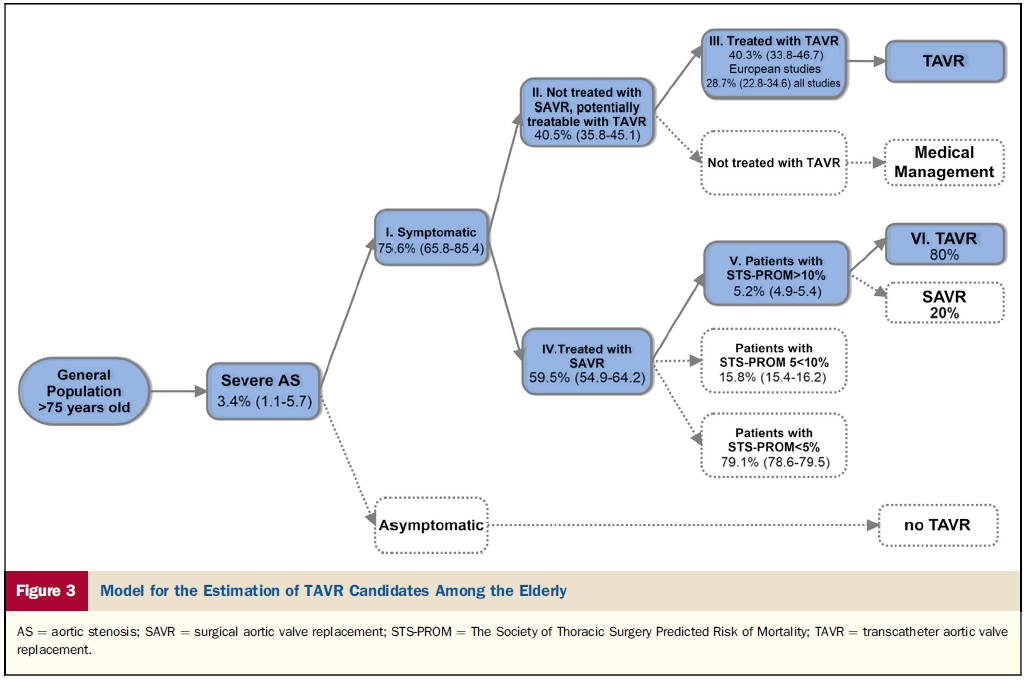 General
Population
>75 years old
Severe AS
3.4% (1.1-5.7)
I. Symptomatic
75.6% (65.8-85.4)
Asymptomatic
II. Not treated with
SAVR, potentially
treatable with TAVR
40.5% (35.8-45.1)
IV.Treated with
SAVR
59.5% (54.9-64.2)
III. Treated with TAVR
40.3% (33.8-46.7)
European studies
28.7% (22.8-34.6) all studies
Not treated with TAVR
V. Patients with
STS-PROM>10%
5.2% (4.9-5.4)
Patients with
STS-PROM 5<10%
15.8% (15.4-16.2)
Patients with
STS-PROM<5%
79.1% (78.6-79.5)
TAVR
Medical
Management
VI. TAVR
80%
SAVR
20%
no TAVR
Figure 3 Model for the Estimation of TAVR Candidates Among the Elderly
AS = aortic stenosis; SAVR = surgical aortic valve replacement; STS-PROM = The Society of Thoracic Surgery Predicted Risk of Mortality; TAVR = transcatheter aortic valve
replacement.